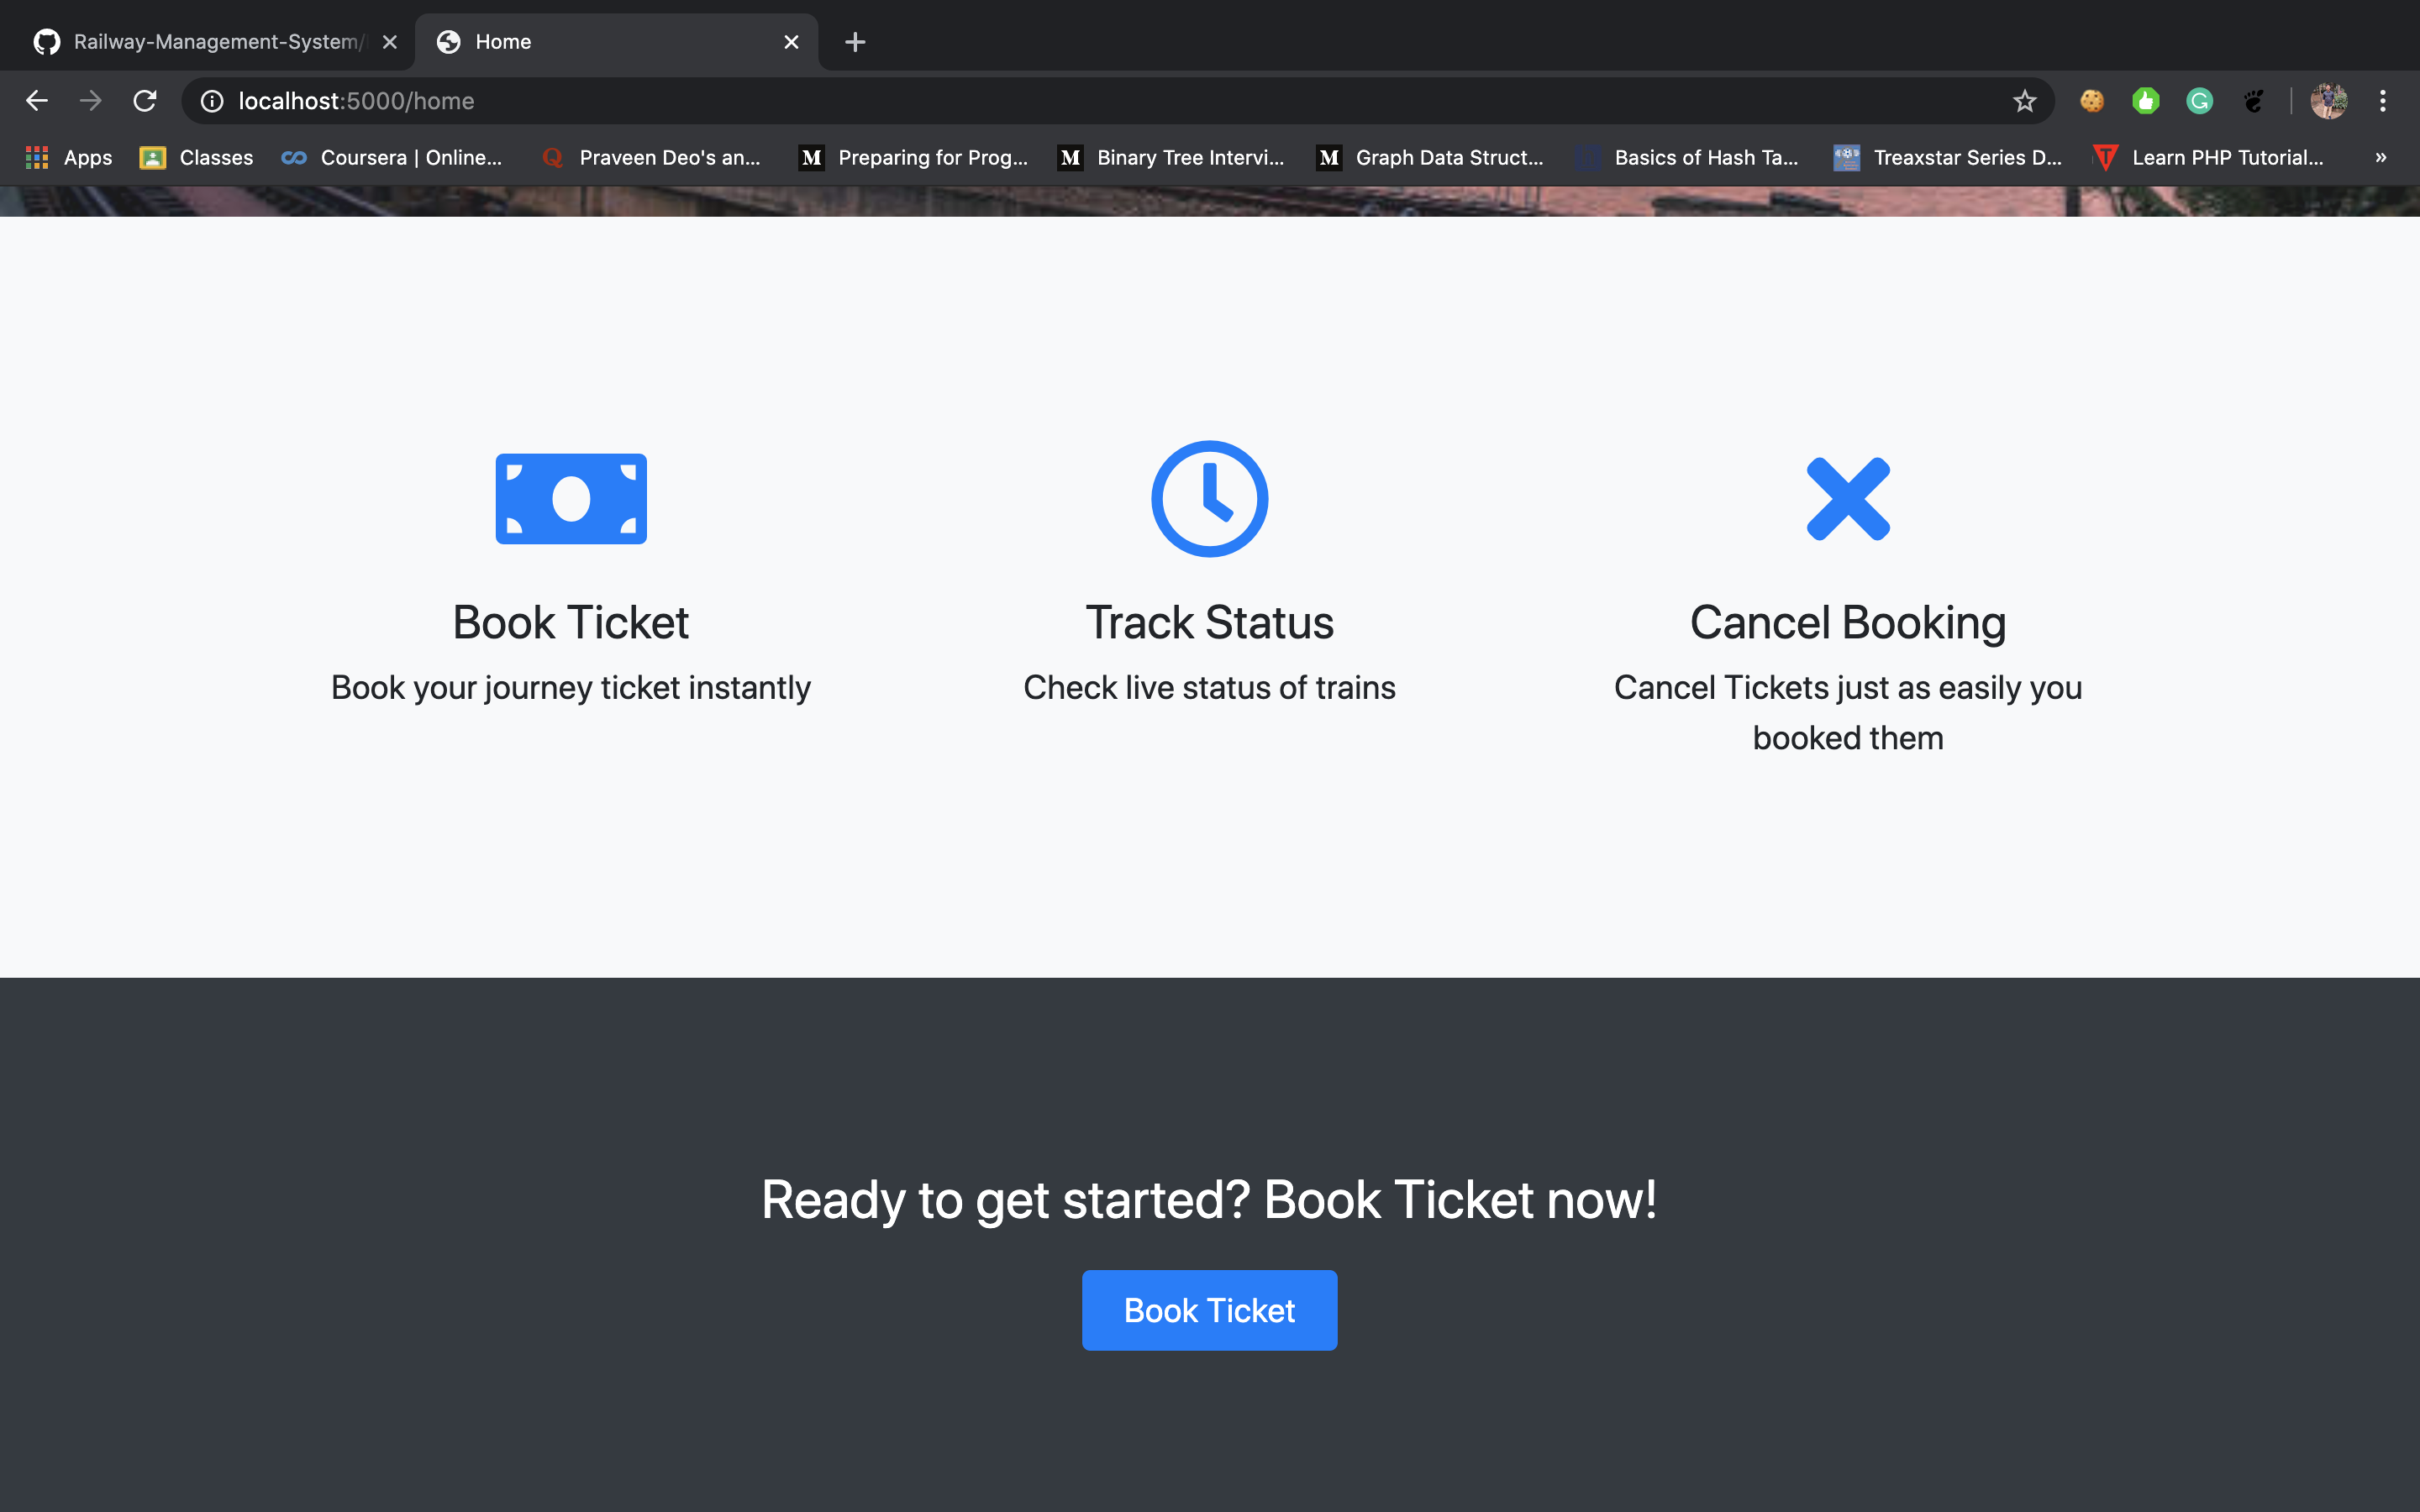 Railway-Management-System/
Home
localhost:5000/home
Apps
Classes
Coursera | Online...
Praveen Deo's an...
Preparing for Prog...
Binary Tree Intervi...
Graph Data Struct...
Basics of Hash Ta...
Treaxstar Series D...
Learn PHP Tutorial...
»
Book Ticket
Book your journey ticket instantly
Track Status
Check live status of trains
Cancel Booking
Cancel Tickets just as easily you
booked them
Ready to get started? Book Ticket now!
Book Ticket